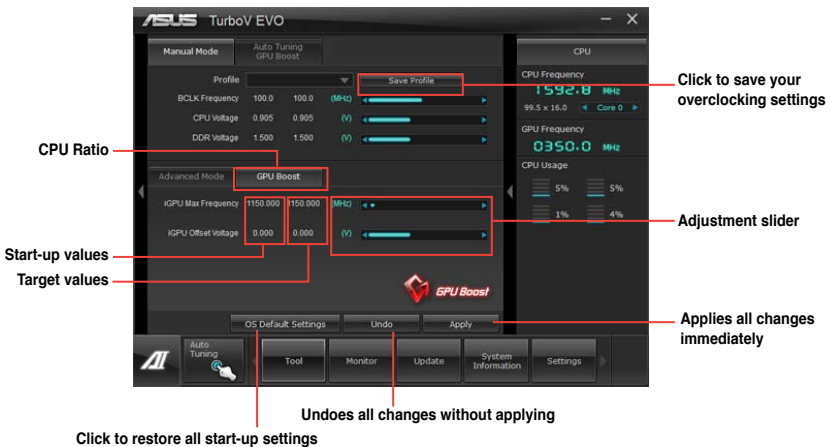 ASUS TurboV EVO
Manual Mode
Auto Tuning
GPU Boost
CPU
Profile
Save Profile
BCLK Frequency 100.0 100.0 (MHz)
CPU Voltage 0.905 0.905 (V)
DDR Voltage 1.500 1.500 (V)
CPU Frequency
1592.8 MHz
99.5 x 16.0 Core 0
GPU Frequency
0350.0 MHz
CPU Usage
5% 5%
1% 4%
Click to save your
overclocking settings
CPU Ratio
Advanced Mode
GPU Boost
iGPU Max Frequency 1150.000 1150.000 (MHz)
iGPU Offset Voltage 0.000 0.000 (V)
Adjustment slider
Start-up values
Target values
GPU Boost
OS Default Settings
Undo
Apply
Applies all changes
immediately
AI
Auto
Tuning
Tool
Monitor
Update
System
Information
Settings
Undoes all changes without applying
Click to restore all start-up settings